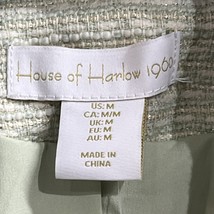 House of Harlow 1960
US: M
CA: M/M
UK: M
EU: M
AU: M
MADE IN
CHINA